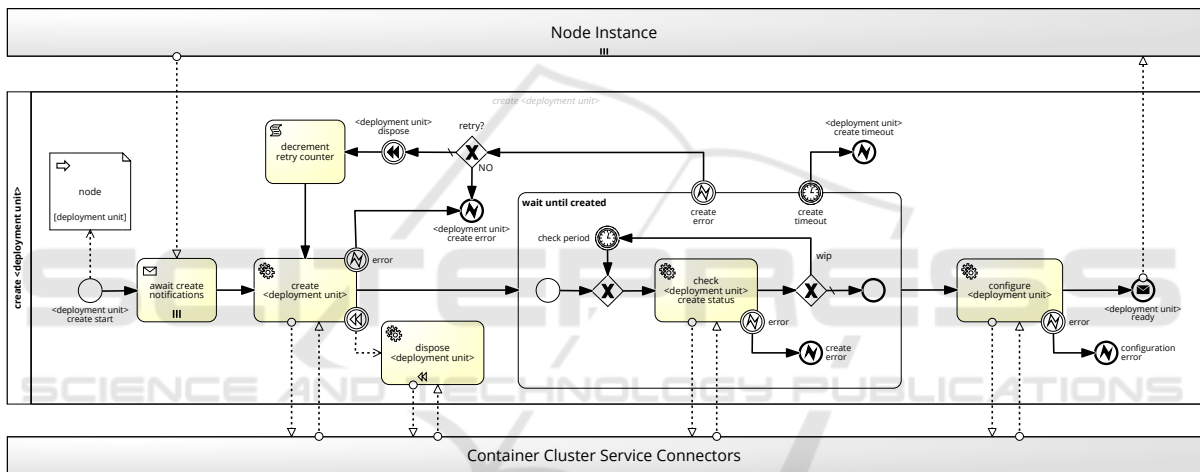 Node Instance
create <deployment unit>
<deployment unit>
dispose
retry?
<deployment unit>
create timeout
decrement
retry counter
NO
node
[deployment unit]
create <deployment unit>
<deployment unit>
create error
wait until created
create
error
create
timeout
check period
wip
error
await create
notifications
create
<deployment unit>
check
<deployment unit>
create status
configure
<deployment unit>
<deployment unit>
create start
<deployment unit>
ready
error
error
dispose
<deployment unit>
create
error
configuration
error
SCITEPRESS
SCIENCE AND TECHNOLOGY PUBLICATIONS
Container Cluster Service Connectors